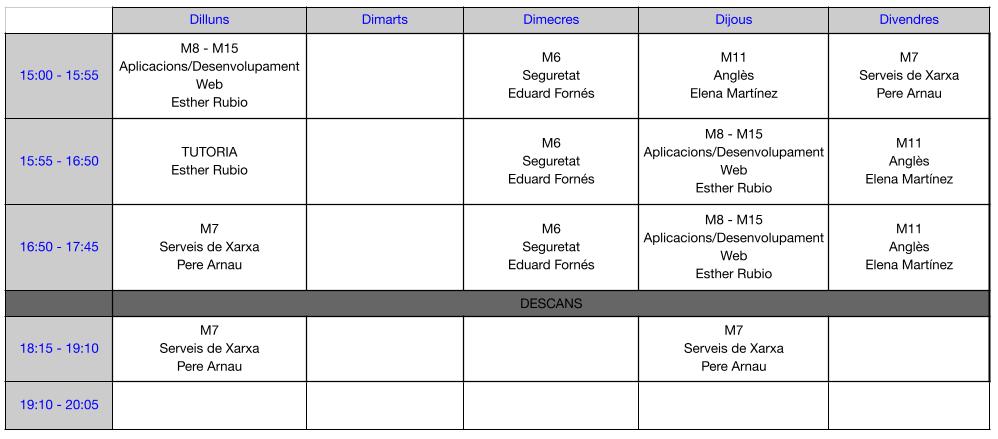 Dilluns Dimarts Dimecres Dijous Divendres
15:00 - 15:55
M8 - M15
Aplicacions/Desenvolupament
Web
Esther Rubio
M6
Seguretat
Eduard Fornés
M11
Anglès
Elena Martínez
M7
Serveis de Xarxa
Pere Arnau
15:55 - 16:50
TUTORIA
Esther Rubio
M6
Seguretat
Eduard Fornés
M8 - M15
Aplicacions/Desenvolupament
Web
Esther Rubio
M11
Anglès
Elena Martínez
16:50 - 17:45
M7
Serveis de Xarxa
Pere Arnau
M6
Seguretat
Eduard Fornés
M8 - M15
Aplicacions/Desenvolupament
Web
Esther Rubio
M11
Anglès
Elena Martínez
DESCANS
18:15 - 19:10
M7
Serveis de Xarxa
Pere Arnau
M7
Serveis de Xarxa
Pere Arnau
19:10 - 20:05